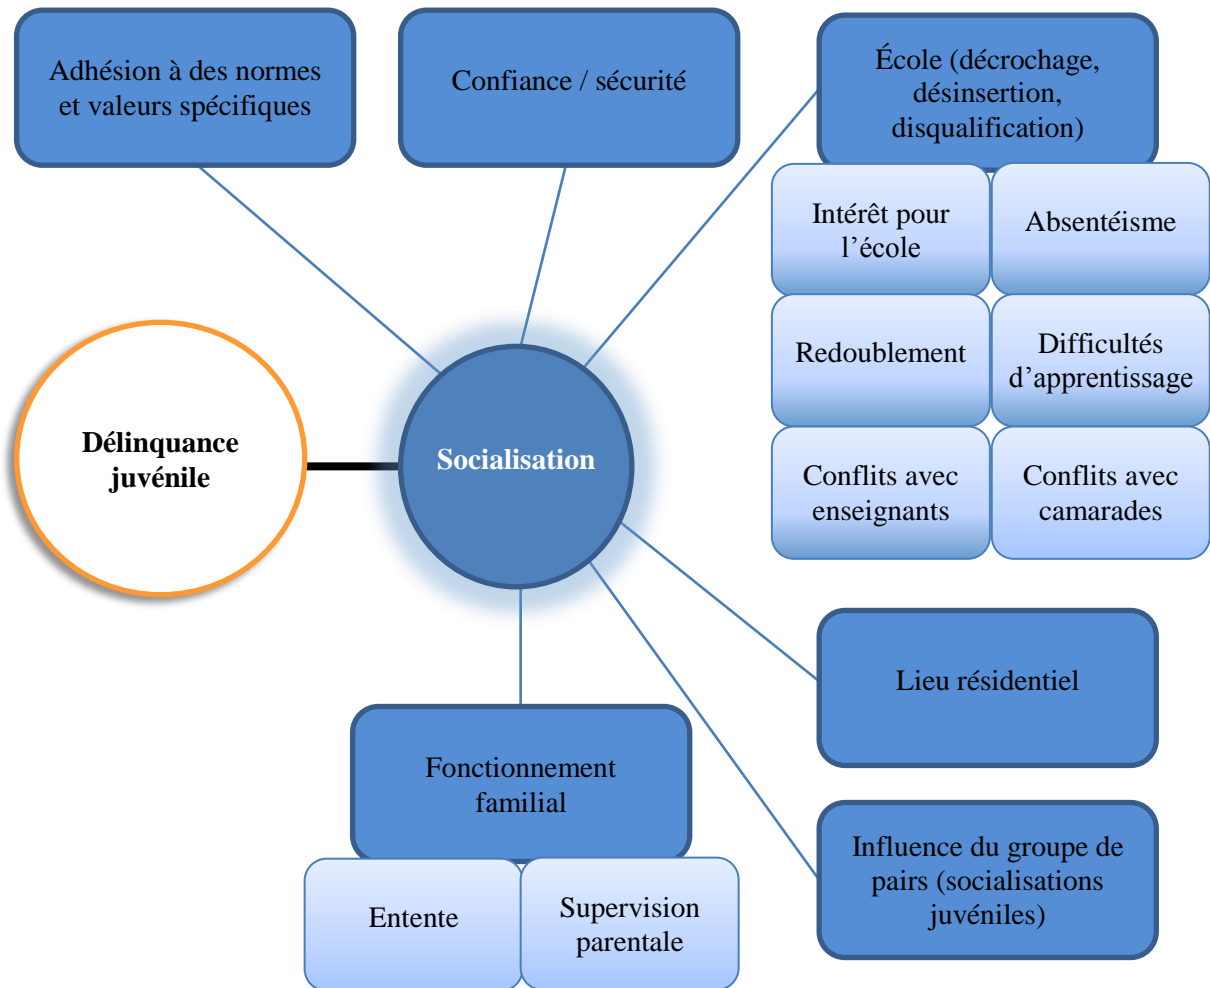 Adhésion à des normes
et valeurs spécifiques
Confiance / sécurité
École (décrochage,
désinsertion,
disqualification)
Intérêt pour
l’école
Absentéisme
Redoublement
Difficultés
d’apprentissage
Conflits avec
enseignants
Conflits avec
camarades
Délinquance
juvénile
Socialisation
Lieu résidentiel
Fonctionnement
familial
Entente
Supervision
parentale
Influence du groupe de
pairs (socialisations
juvéniles)